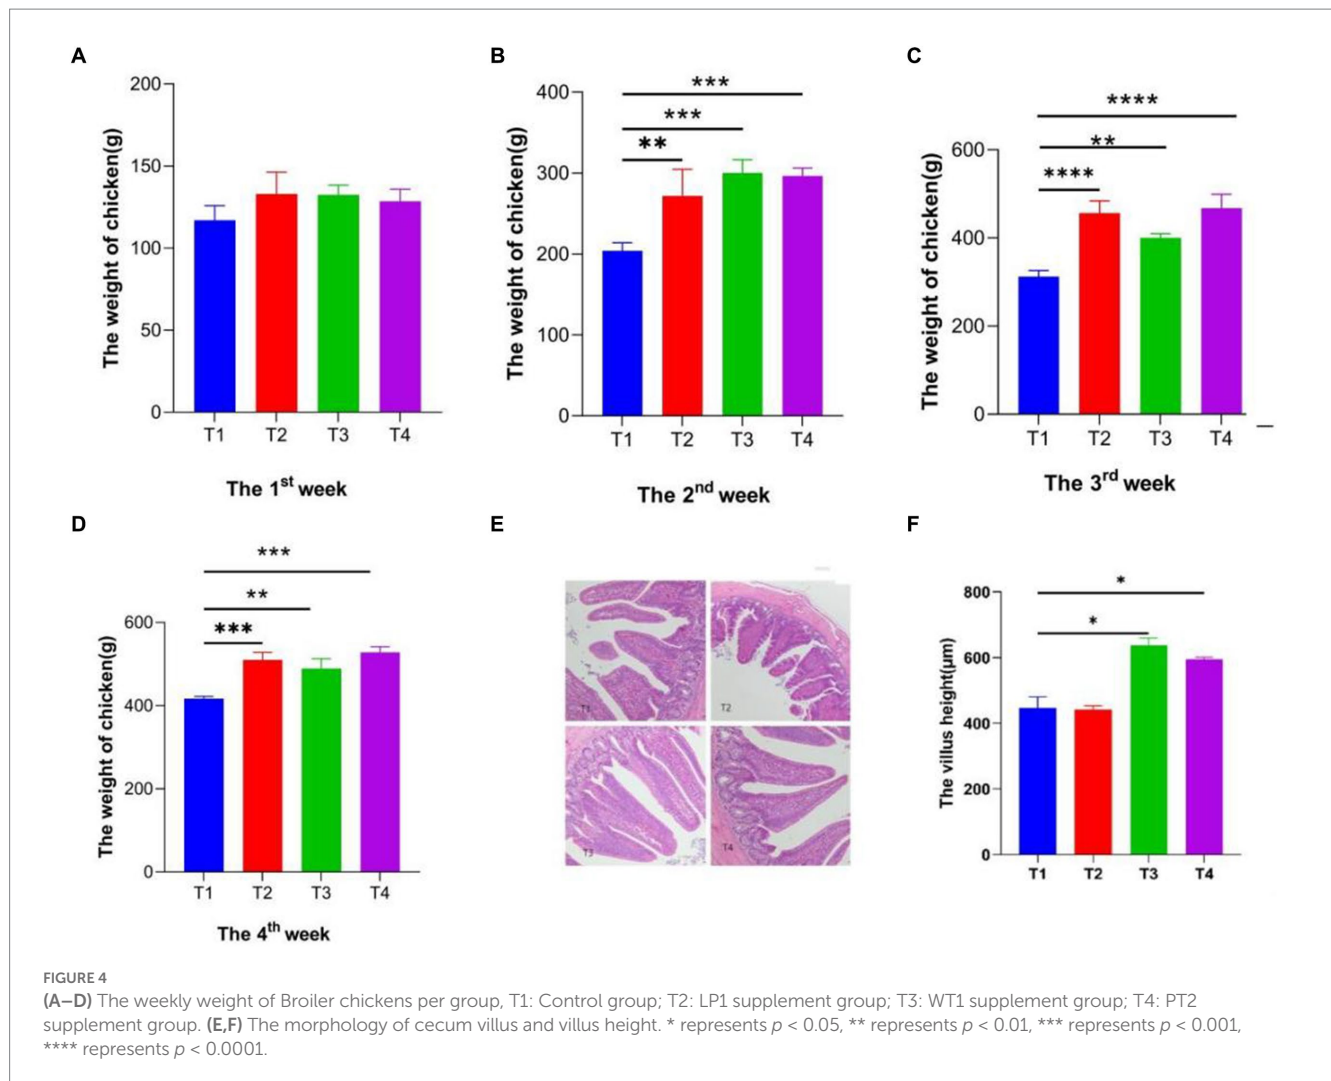 A
The weight of chicken(g)
200
150
100
50
0
T1 T2 T3 T4
The 1st week
B
The weight of chicken(g)
400
300
200
100
0
***
***
**
T1 T2 T3 T4
The 2nd week
C
The weight of chicken(g)
600
400
200
0
****
**
****
T1 T2 T3 T4
The 3rd week
D
The weight of chicken(g)
600
400
200
0
***
**
***
T1 T2 T3 T4
The 4th week
E
T1
T2
T3
T4
F
The villus height(μm)
800
600
400
200
0
*
*
T1 T2 T3 T4
FIGURE 4
(A–D) The weekly weight of Broiler chickens per group, T1: Control group; T2: LP1 supplement group; T3: WT1 supplement group; T4: PT2
supplement group. (E,F) The morphology of cecum villus and villus height. * represents p < 0.05, ** represents p < 0.01, *** represents p < 0.001,
**** represents p < 0.0001.